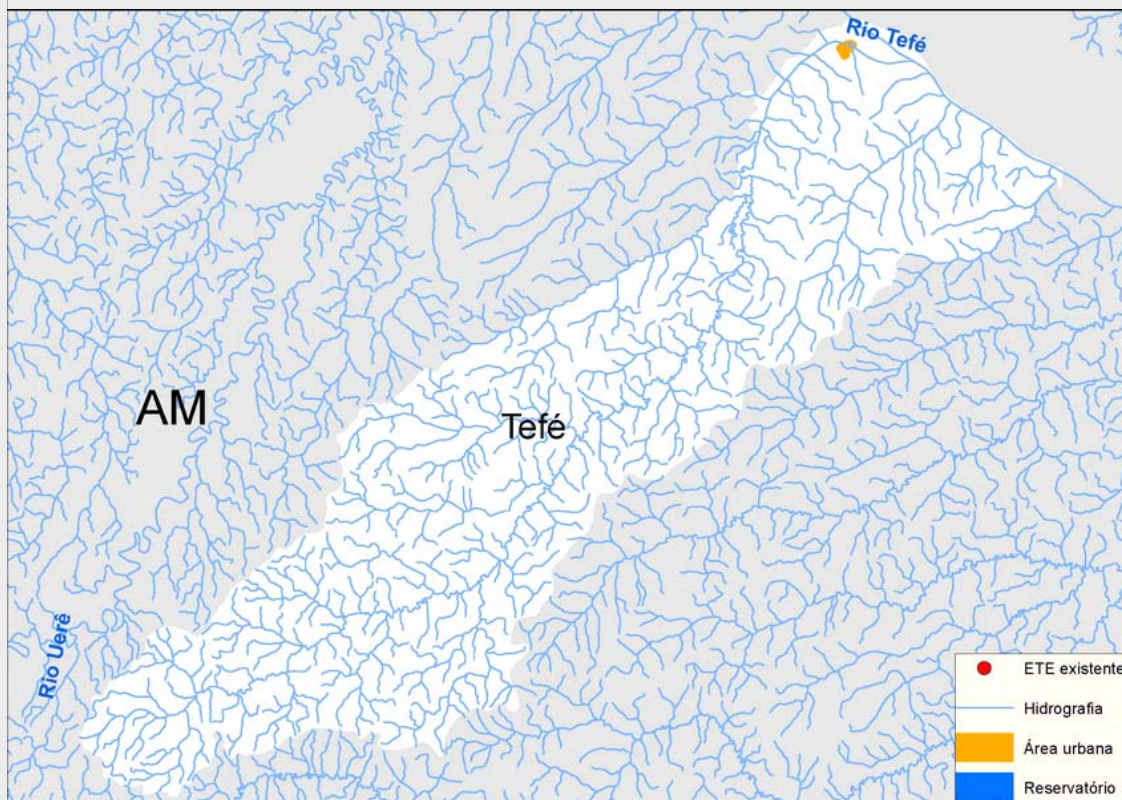 Rio Tefé
AM
Tefé
Rio Uerê
ETE existente
Hidrografia
Área urbana
Reservatório